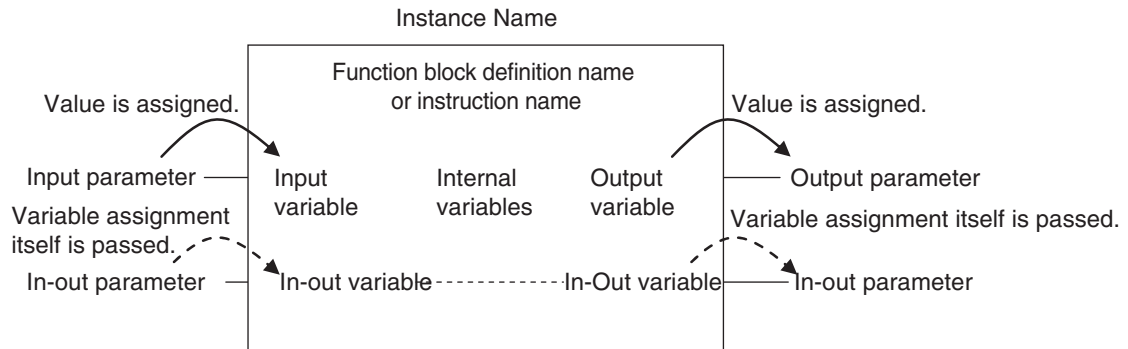 Instance Name
Function block definition name
or instruction name
Value is assigned.
Value is assigned.
Input parameter
Input
variable
Internal
variables
Output
variable
Output parameter
Variable assignment
itself is passed.
Variable assignment itself is passed.
In-out parameter
In-out variable
In-Out variable
In-out parameter